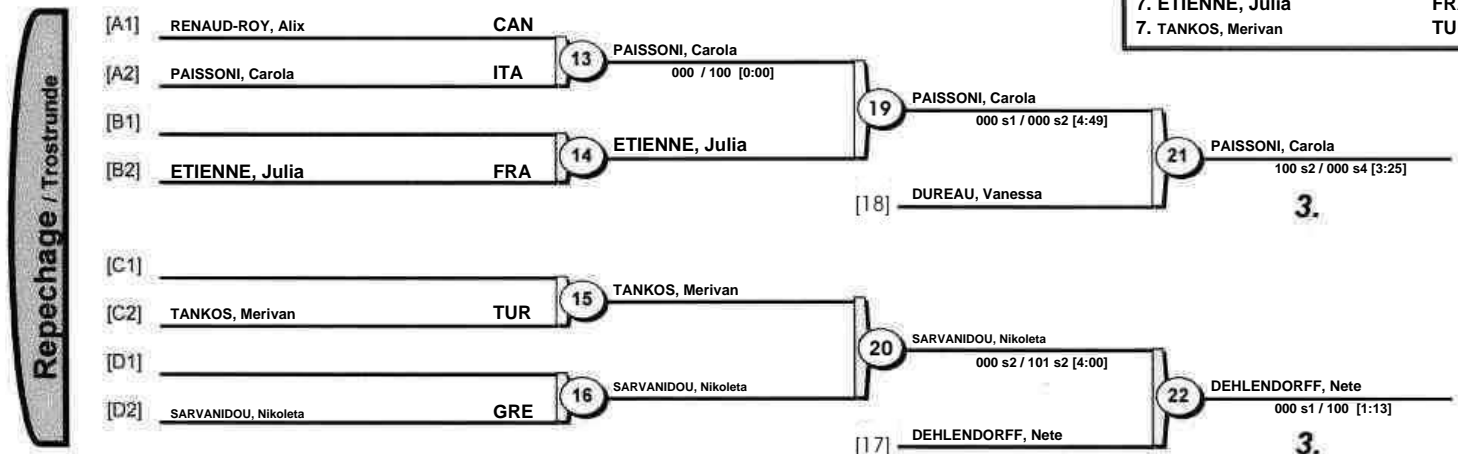 7. ETIENNE, Julia FRA
7. TANKOS, Merivan TU
Repechage / Trostrunde
[A1] RENAUD-ROY, Alix CAN
[A2] PAISSONI, Carola ITA
13
PAISSONI, Carola
000 / 100 [0:00]
[B1]
[B2] ETIENNE, Julia FRA
14
ETIENNE, Julia
19
PAISSONI, Carola
000 s1 / 000 s2 [4:49]
[18] DUREAU, Vanessa
21
PAISSONI, Carola
100 s2 / 000 s4 [3:25]
3.
[C1]
[C2] TANKOS, Merivan TUR
15
TANKOS, Merivan
[D1]
[D2] SARVANIDOU, Nikoleta GRE
16
SARVANIDOU, Nikoleta
20
SARVANIDOU, Nikoleta
000 s2 / 101 s2 [4:00]
[17] DEHLENDORFF, Nete
22
DEHLENDORFF, Nete
000 s1 / 100 [1:13]
3.